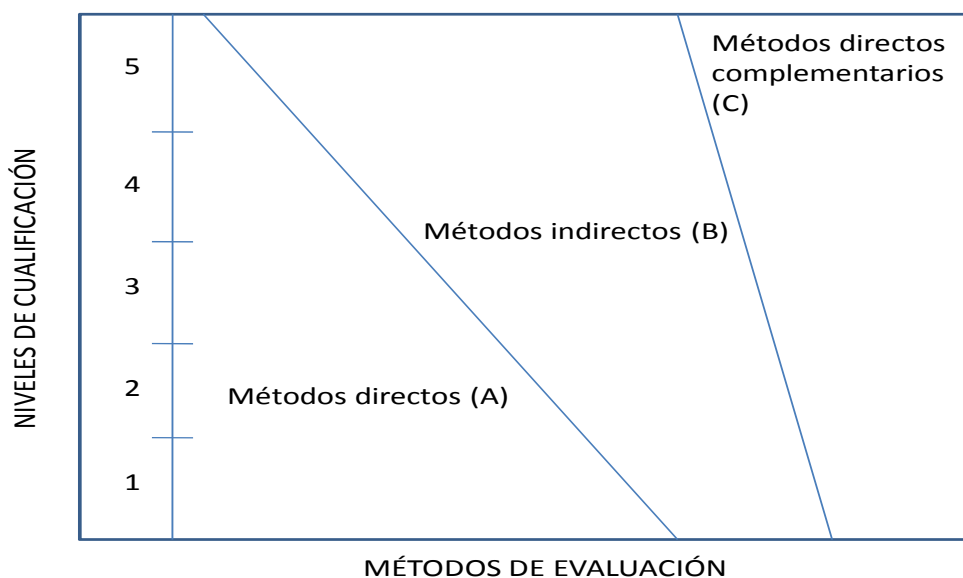 NIVELES DE CUALIFICACIÓN
5
4
3
2
1
Métodos directos
complementarios
(C)
Métodos indirectos (B)
Métodos directos (A)
MÉTODOS DE EVALUACIÓN